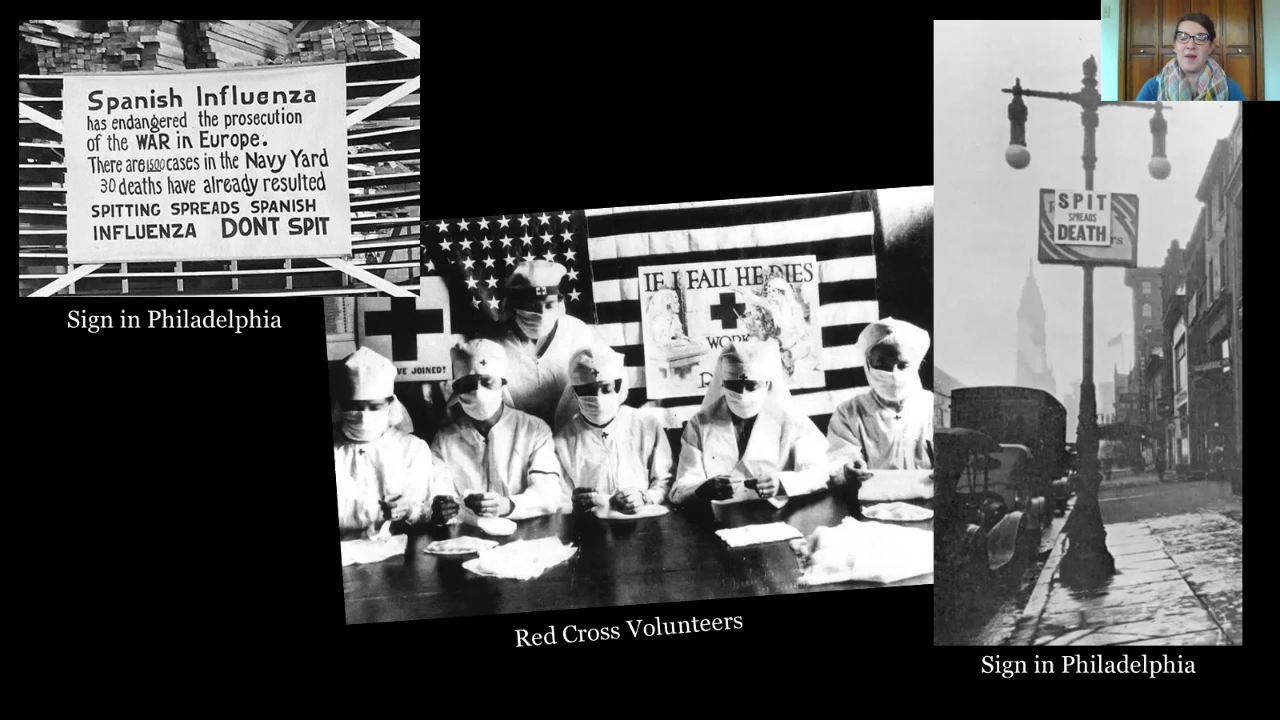 Spanish Influenza
has endangered the prosecution
of the WAR in Europe.
There are 1500 cases in the Navy Yard
30 deaths have already resulted
SPITTING SPREADS SPANISH
INFLUENZA DONT SPIT
Sign in Philadelphia
IF I FAIL HE DIES
WORK
VE JOINED!
Red Cross Volunteers
SPIT
SPREADS
DEATH
Sign in Philadelphia